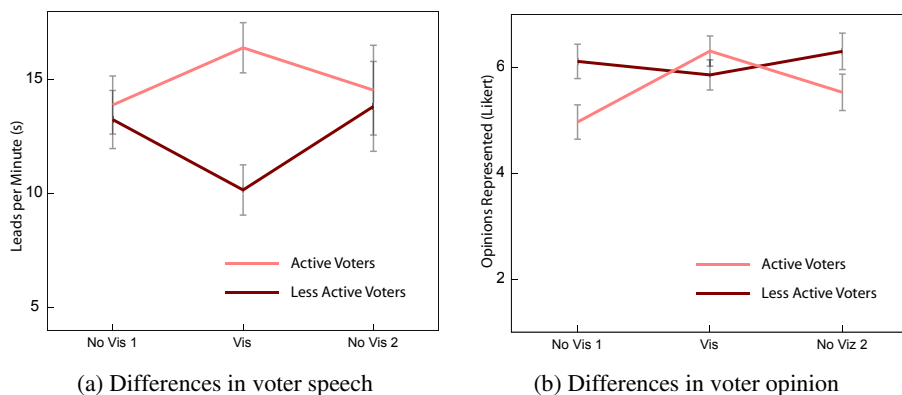 Leads per Minute (s)
15
10
5
Active Voters
Less Active Voters
No Vis 1
Vis
No Vis 2
(a) Differences in voter speech
Opinions Represented (Likert)
6
4
2
Active Voters
Less Active Voters
No Vis 1
Vis
No Viz 2
(b) Differences in voter opinion